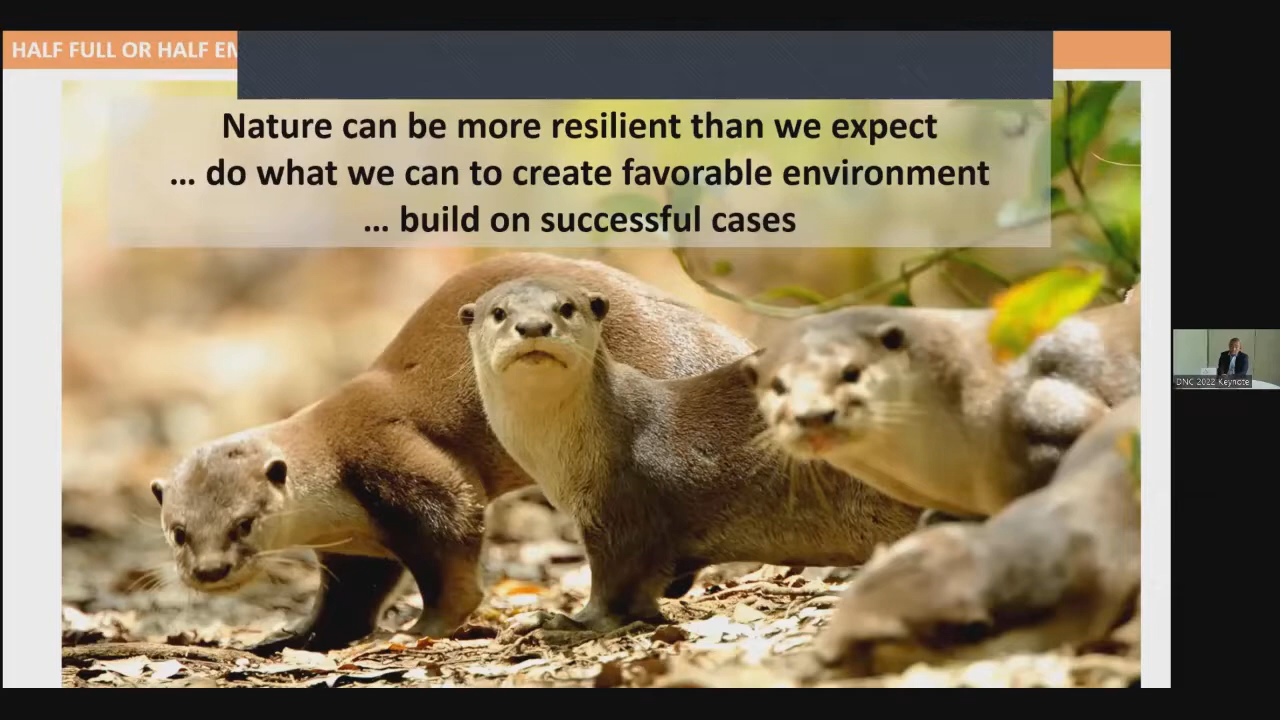 HALF FULL OR HALF
Nature can be more resilient than we expect
... do what we can to create favorable environment
... build on successful cases
DNC 2022 Keynote